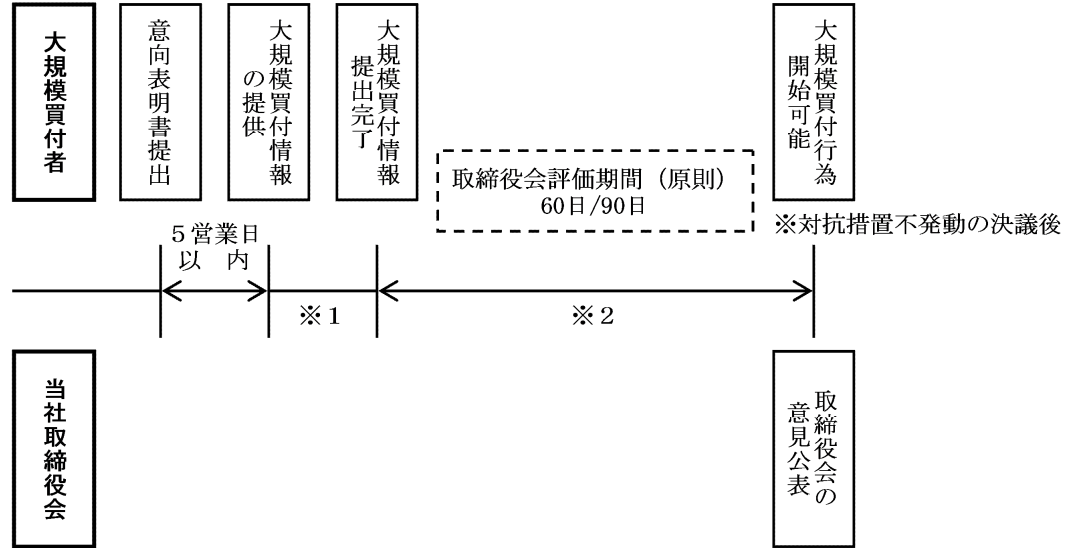 大規模買付者
意向表明書提出
大規模買付情報
の提供
大規模買付情報
提出完了
取締役会評価期間（原則）
60日/90日
大規模買付行為
開始可能
※対抗措置不発動の決議後
５営業日
以　内
※１
※２
当社取締役会
取締役会の
意見公表